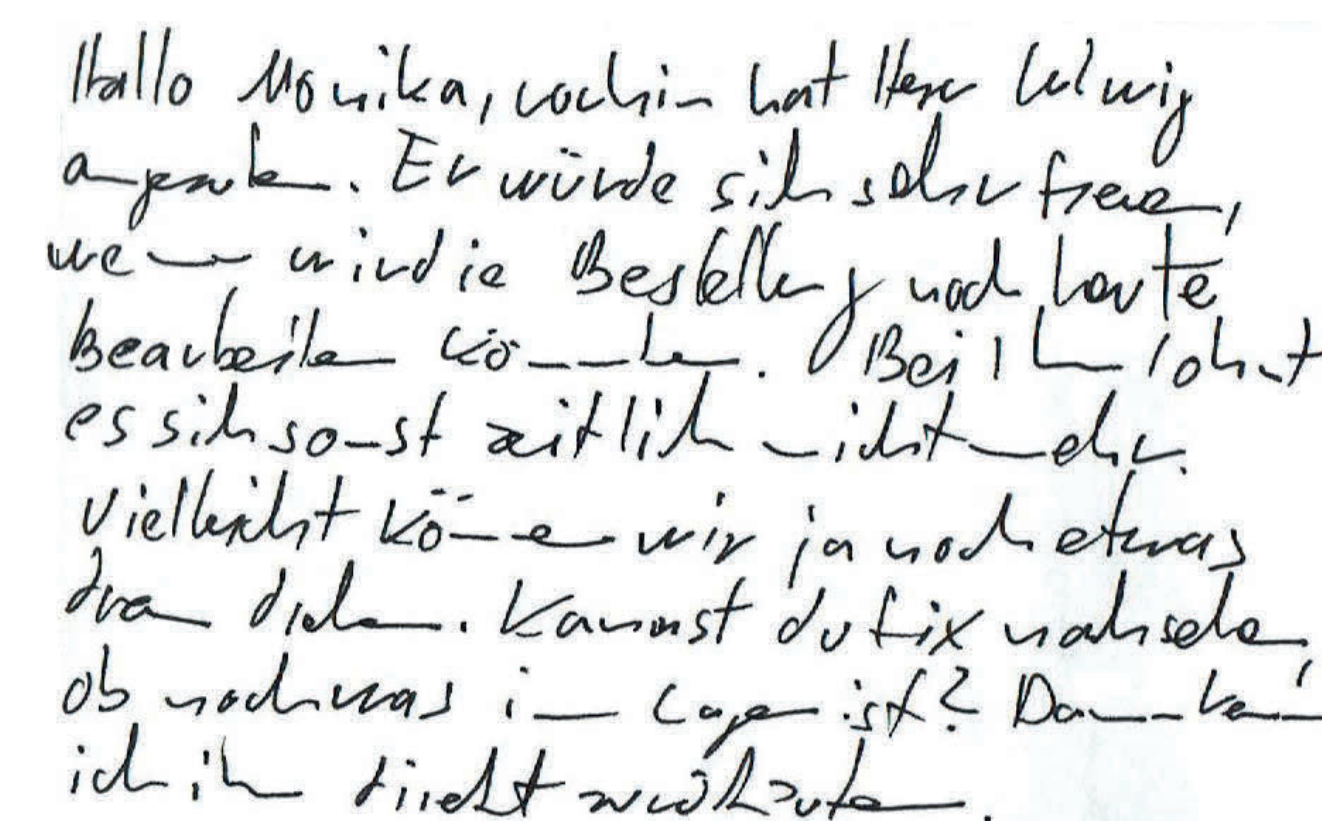 Hallo Monika, vorhin hat Herr
angerufen. Er würde sich sehr freuen,
wenn wir die Bestellung noch heute
bearbeiten könnten. Bei ihm lohnt
es sich sonst zeitlich nicht mehr.
Vielleicht können wir ja noch etwas
dran drehen. Kannst du fix nachsehen
ob noch was im Lager ist? Dann kann
ich ihn direkt zurückrufen.